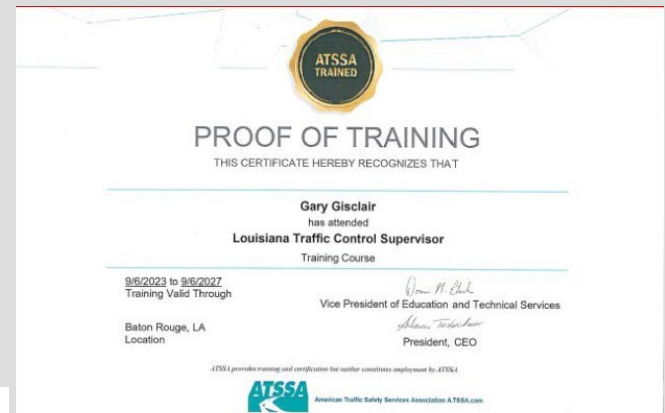 ATSSA
TRAINED
PROOF OF TRAINING
THIS CERTIFICATE HEREBY RECOGNIZES THAT
Gary Gisclair
has attended
Louisiana Traffic Control Supervisor
Training Course
9/6/2023 to 9/6/2027
Training Valid Through
Vice President of Education and Technical Services
Baton Rouge, LA
Location
President, CEO
ATSSA provides training and certification but neither constitutes employment by ATSSA.
ATSSA
American Traffic Safety Services Association ATSSA.com